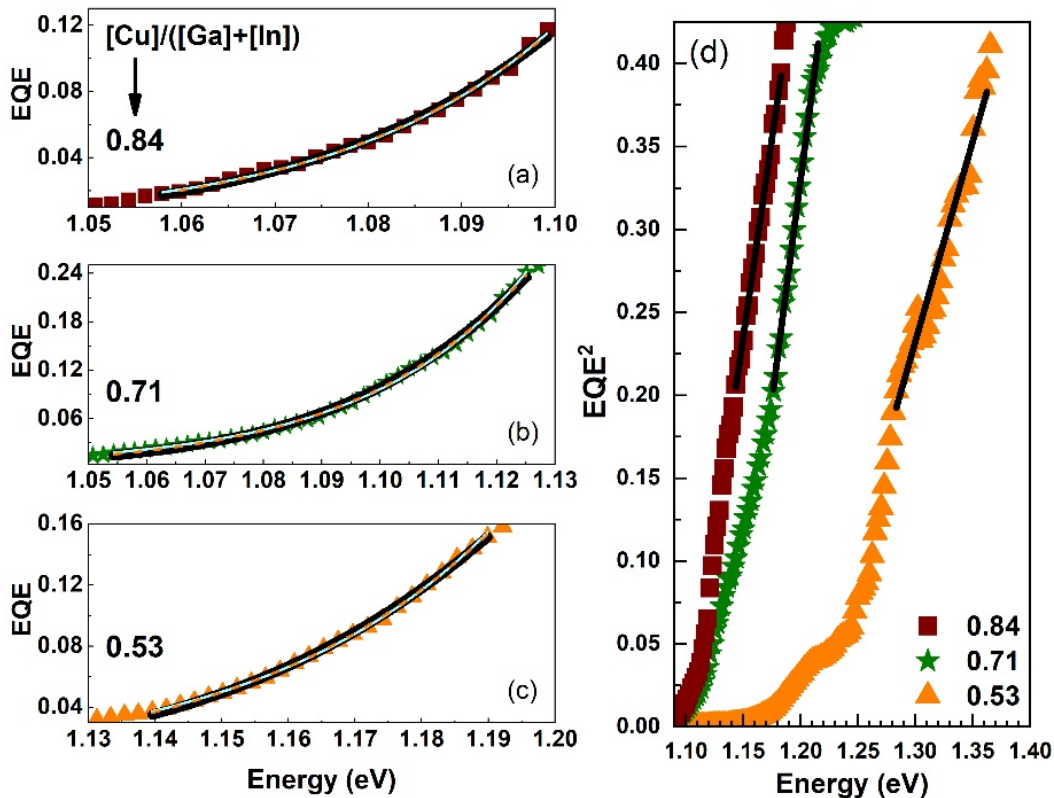 EQE
0.12
0.08
0.04
[Cu]/([Ga]+[In])
0.84
(a)
1.05 1.06 1.07 1.08 1.09 1.10
EQE
0.24
0.18
0.12
0.06
0.71
(b)
1.05 1.06 1.07 1.08 1.09 1.10 1.11 1.12 1.13
EQE
0.16
0.12
0.08
0.04
0.53
(c)
1.13 1.14 1.15 1.16 1.17 1.18 1.19 1.20
Energy (eV)
EQE²
0.40
0.35
0.30
0.25
0.20
0.15
0.10
0.05
0.00
(d)
0.84
0.71
0.53
1.10 1.15 1.20 1.25 1.30 1.35 1.40
Energy (eV)